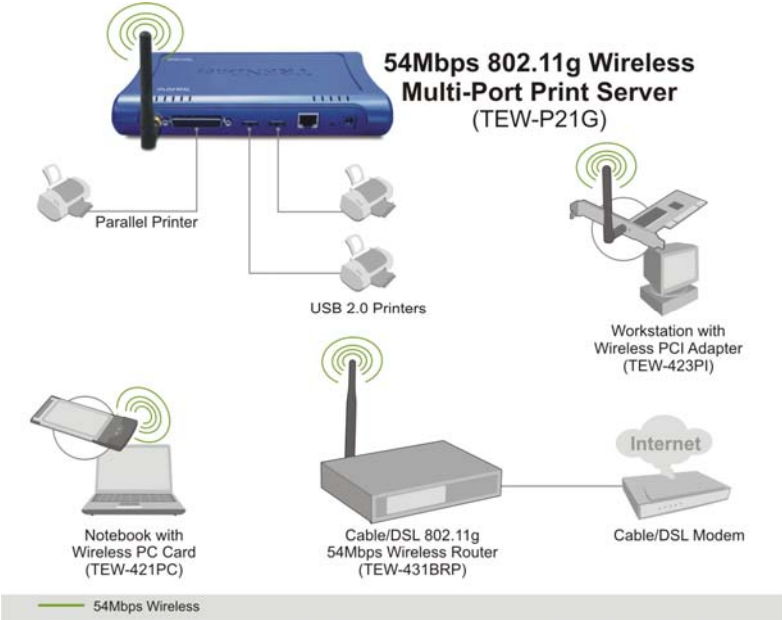 54Mbps 802.11g Wireless
Multi-Port Print Server
(TEW-P21G)
Parallel Printer
USB 2.0 Printers
Workstation with
Wireless PCI Adapter
(TEW-423PI)
Internet
Notebook with
Wireless PC Card
(TEW-421PC)
Cable/DSL 802.11g
54Mbps Wireless Router
(TEW-431BRP)
Cable/DSL Modem
54Mbps Wireless